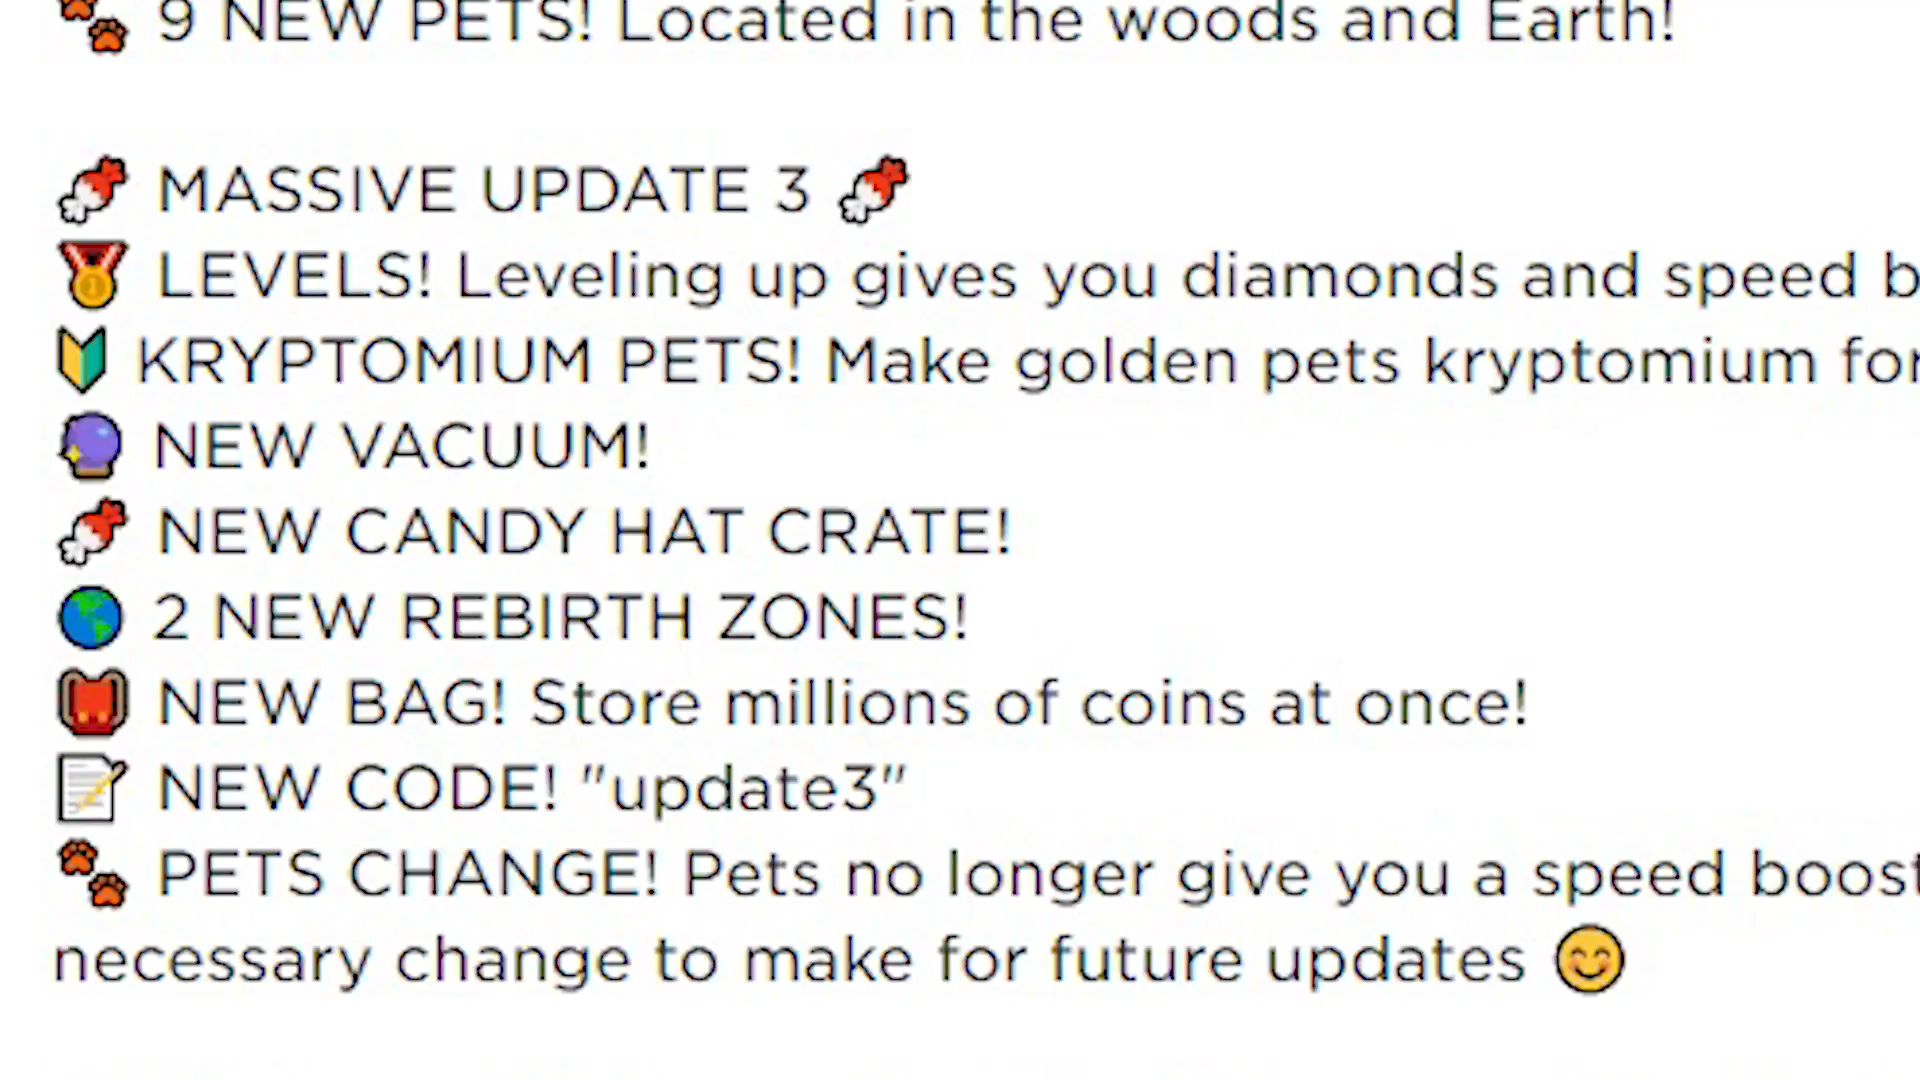 🐾 9 NEW PETS! Located in the woods and Earth!
🍖 MASSIVE UPDATE 3 🍖
🏅 LEVELS! Leveling up gives you diamonds and speed b
🔰 KRYPTOMIUM PETS! Make golden pets kryptomium for
🔮 NEW VACUUM!
🍖 NEW CANDY HAT CRATE!
🌎 2 NEW REBIRTH ZONES!
🎒 NEW BAG! Store millions of coins at once!
📝 NEW CODE! "update3"
🐾 PETS CHANGE! Pets no longer give you a speed boost
necessary change to make for future updates 😊